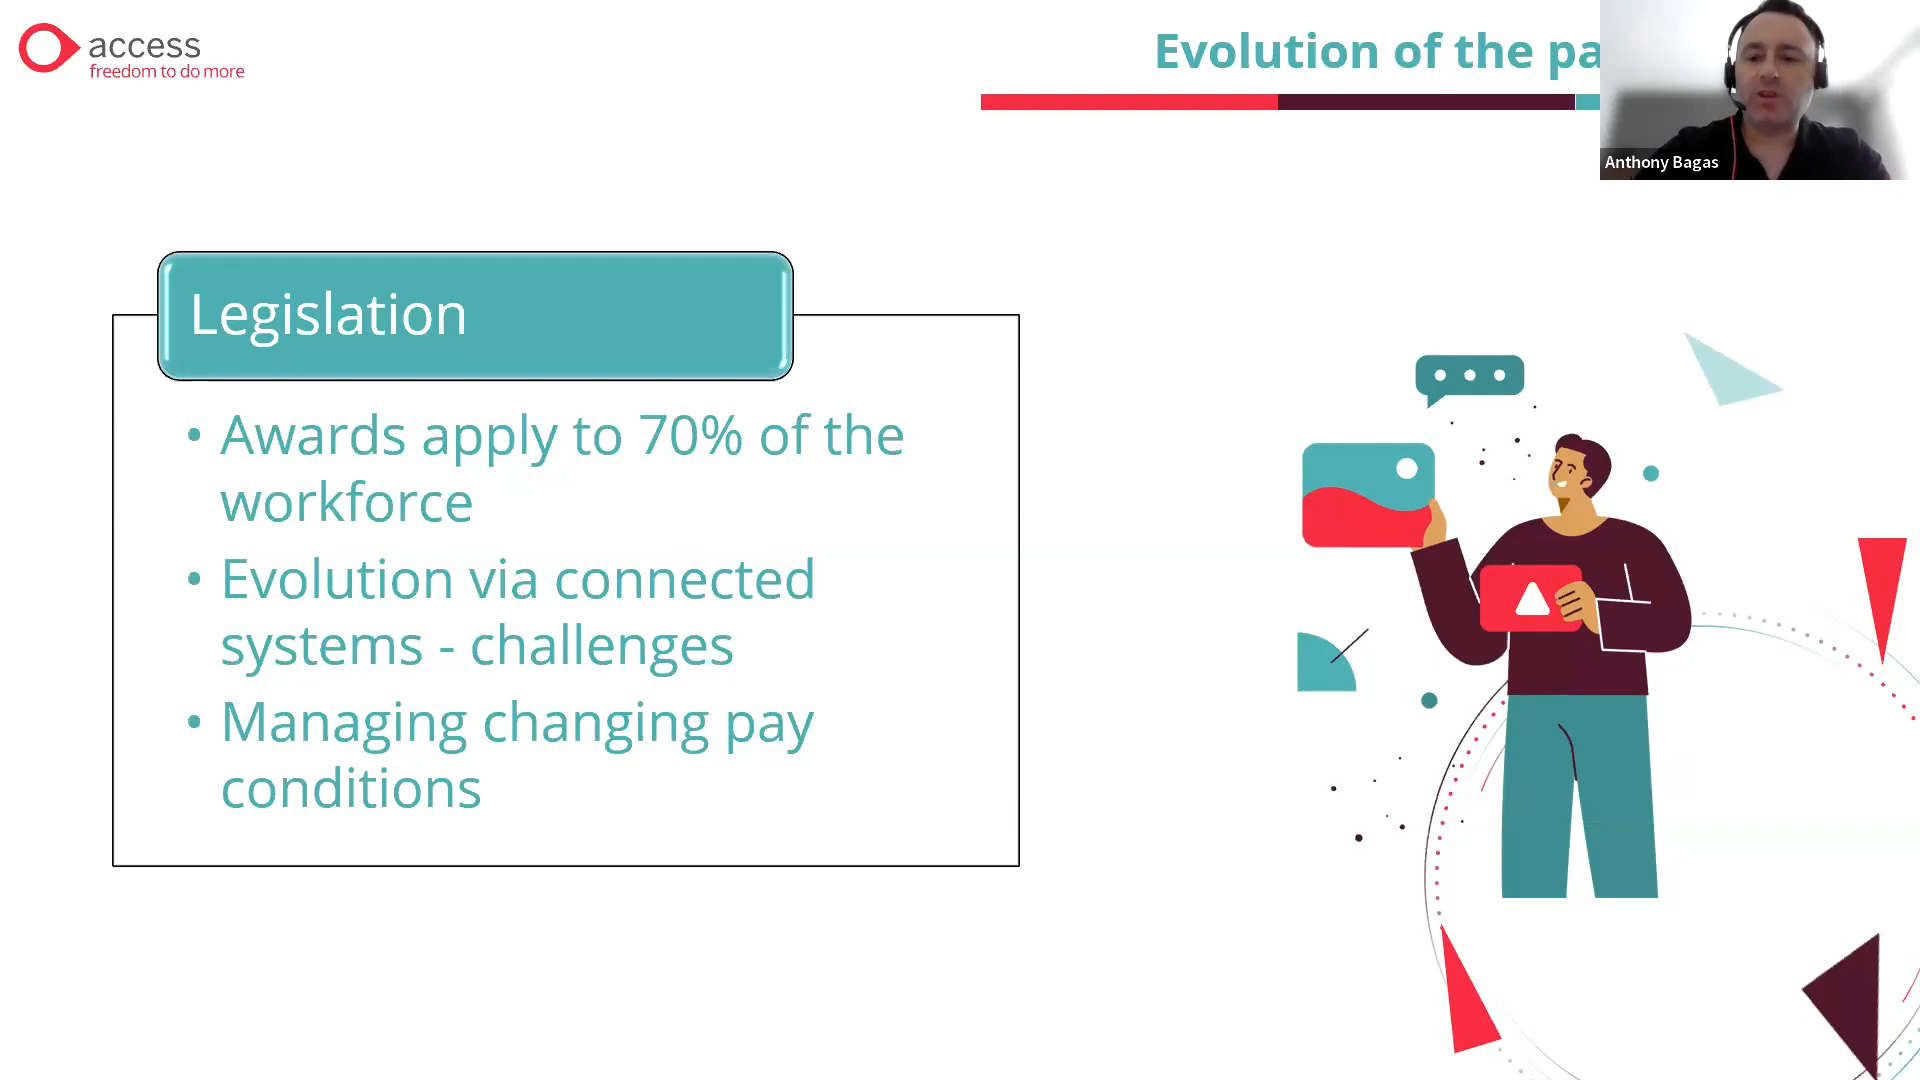 access
freedom to do more
Evolution of the
Anthony Bagas
Legislation
• Awards apply to 70% of the
workforce
• Evolution via connected
systems - challenges
• Managing changing pay
conditions